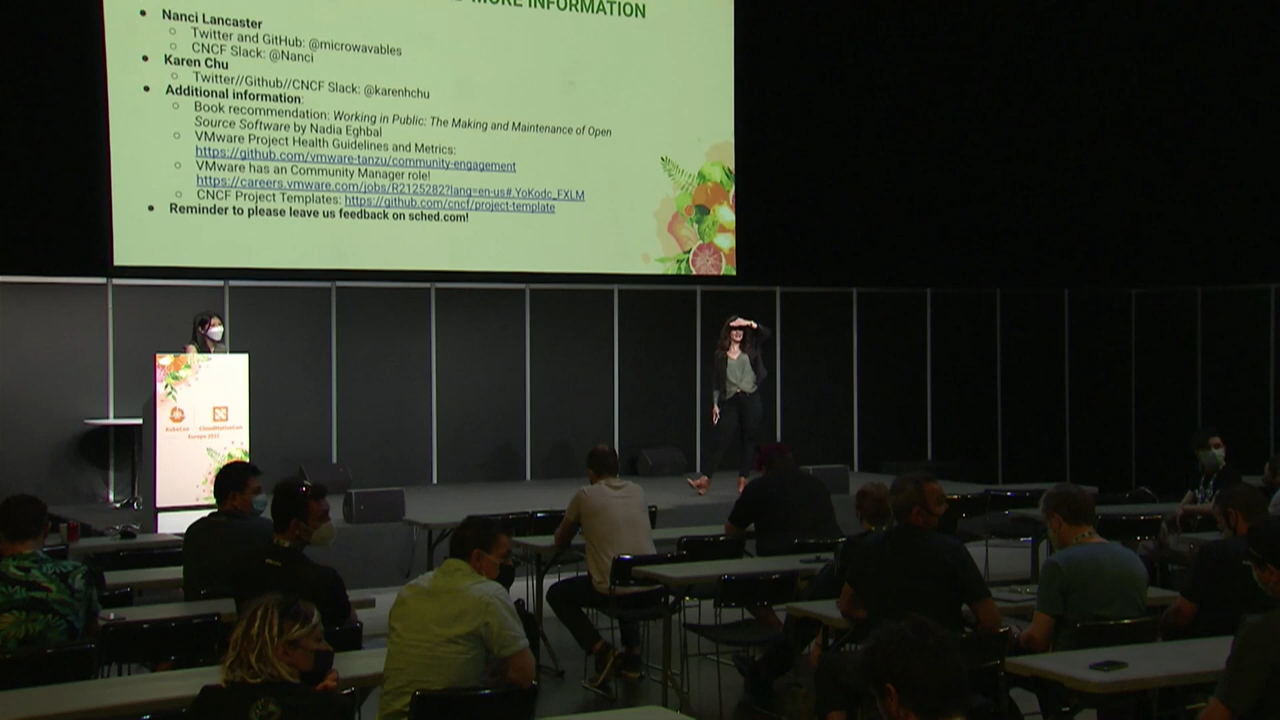 MORE INFORMATION
● Nanci Lancaster
○ Twitter and GitHub: @microwavables
○ CNCF Slack: @Nanci
● Karen Chu
○ Twitter//Github//CNCF Slack: @karenhchu
● Additional information:
○ Book recommendation: Working in Public: The Making and Maintenance of Open
Source Software by Nadia Eghbal
○ VMware Project Health Guidelines and Metrics:
https://github.com/vmware-tanzu/community-engagement
○ VMware has an Community Manager role!
https://careers.vmware.com/jobs/R2125282?lang=en-us#.YoKodc_FXLM
○ CNCF Project Templates: https://github.com/cncf/project-template
● Reminder to please leave us feedback on sched.com!
KubeCon CloudNativeCon
Europe 2022